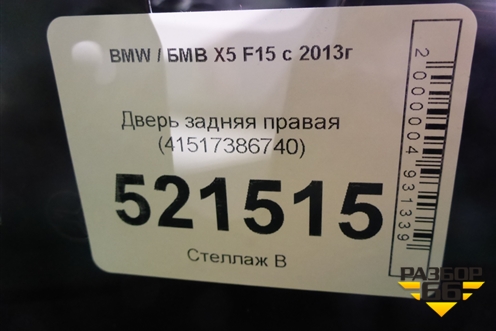 BMW / БМВ X5 F15 с 2013г
Дверь задняя правая
(41517386740)
521515
Стеллаж В
2000004931339
РАЗБОР
66